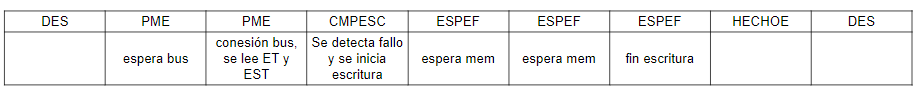 DES PME PME CMPESC ESPEF ESPEF ESPEF HECHOE DES
espera bus
conesión bus,
se lee ET y
EST
Se detecta fallo
y se inicia
escritura
espera mem
espera mem
fin escritura